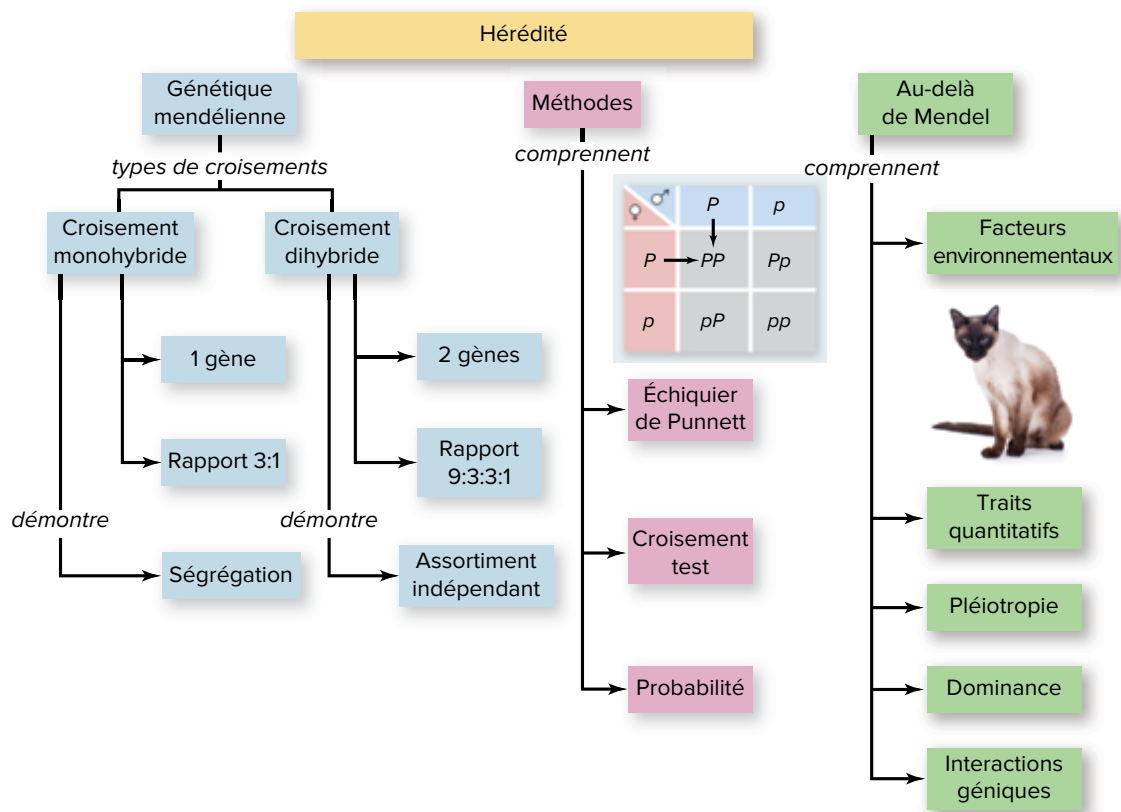 Hérédité
Génétique
mendélienne
types de croisements
Croisement
monohybride
Croisement
dihybride
1 gène
2 gènes
Rapport 3:1
Rapport
9:3:3:1
démontre
démontre
Ségrégation
Assortiment
indépendant
Méthodes
comprennent
♀ ♂ P p
P PP Pp
p pP pp
Échiquier
de Punnett
Croisement
test
Probabilité
Au-delà
de Mendel
comprennent
Facteurs
environnementaux
Traits
quantitatifs
Pléiotropie
Dominance
Interactions
géniques